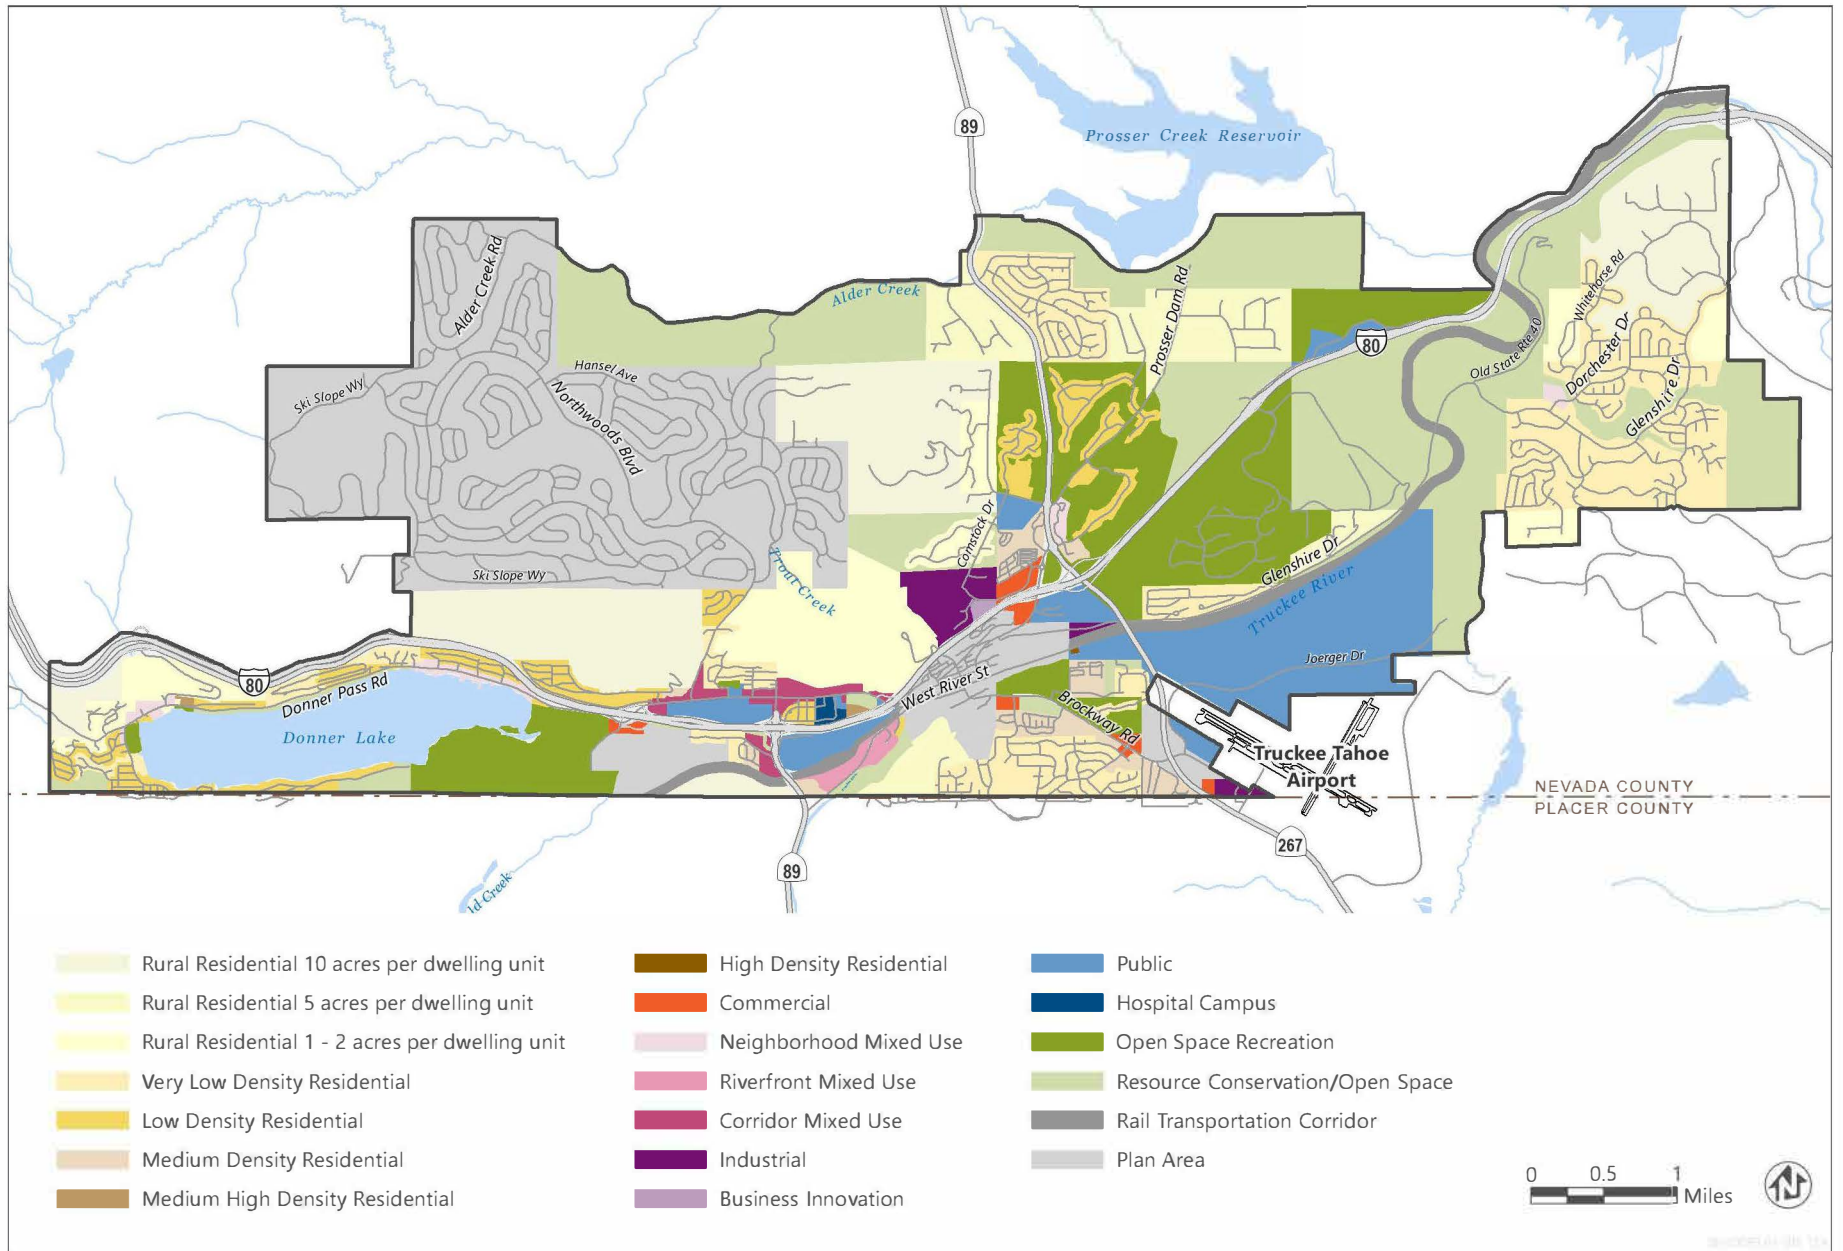 89
Prosser Creek Reservoir
Alder Creek Rd
Alder Creek
Prosser Dam Rd
Whitehorse Rd
80
Old State Rte 40
Dorchester Dr
Glenshire Dr
Ski Slope Wy
Hansel Ave
Northwoods Blvd
Comstock Dr
Trout Creek
Ski Slope Wy
Glenshire Dr
Truckee River
Joerger Dr
80
Donner Pass Rd
West River St
Brockway Rd
Donner Lake
Truckee Tahoe
Airport
NEVADA COUNTY
PLACER COUNTY
267
89
ld Creek
Rural Residential 10 acres per dwelling unit
Rural Residential 5 acres per dwelling unit
Rural Residential 1 - 2 acres per dwelling unit
Very Low Density Residential
Low Density Residential
Medium Density Residential
Medium High Density Residential
High Density Residential
Commercial
Neighborhood Mixed Use
Riverfront Mixed Use
Corridor Mixed Use
Industrial
Business Innovation
Public
Hospital Campus
Open Space Recreation
Resource Conservation/Open Space
Rail Transportation Corridor
Plan Area
0 0.5 1
Miles
N